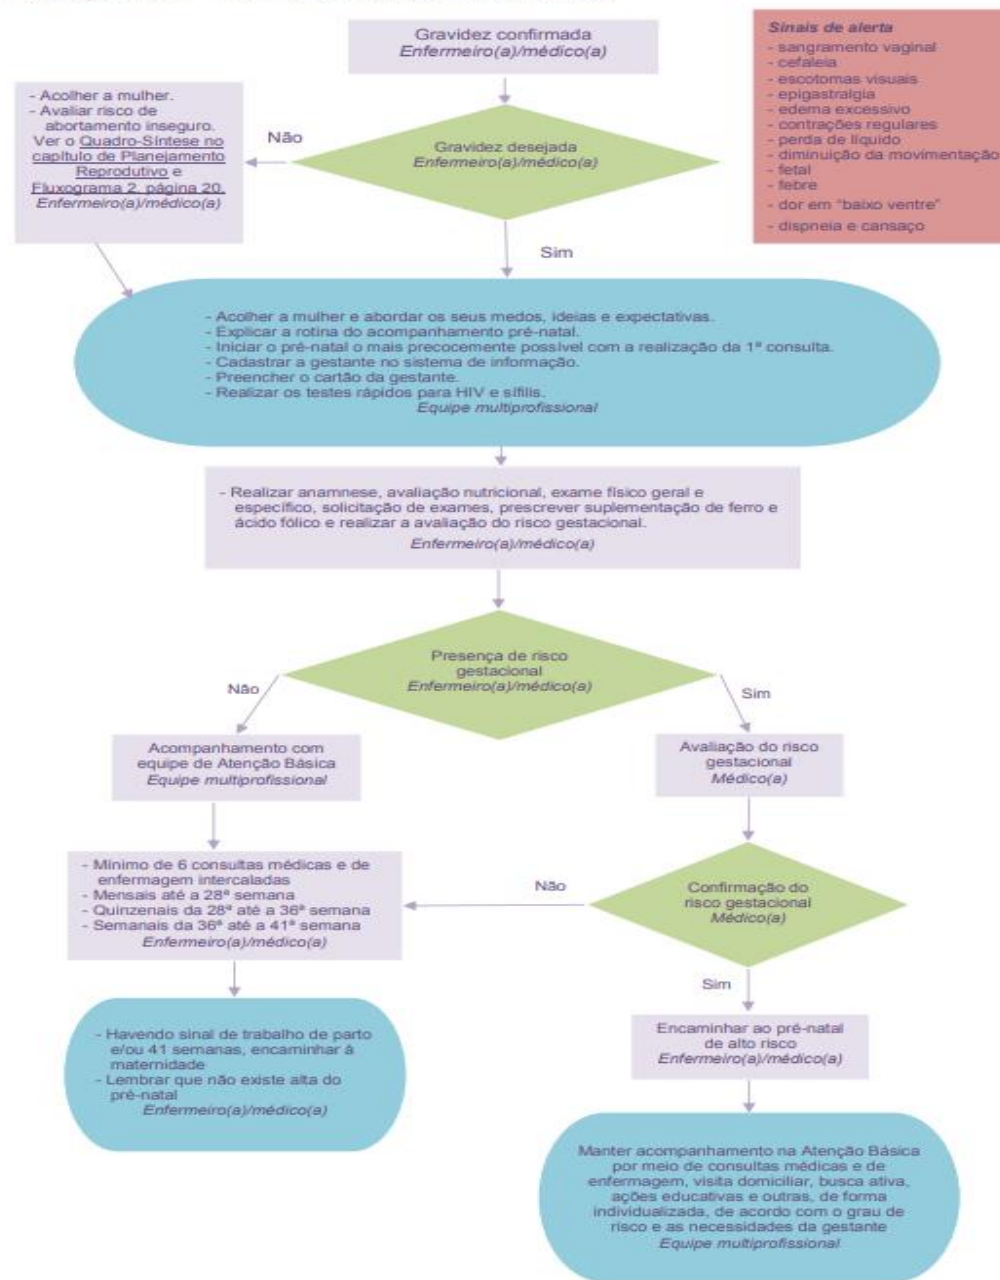 Gravidez confirmada
Enfermeiro(a)/médico(a)
Sinais de alerta
- sangramento vaginal
- cefaleia
- escotomas visuais
- epigastralgia
- edema excessivo
- contrações regulares
- perda de líquido
- diminuição da movimentação
- fetal
- febre
- dor em "baixo ventre"
- dispneia e cansaço
- Acolher a mulher.
- Avaliar risco de
abortamento inseguro.
Ver o Quadro-Síntese no
capítulo de Planejamento
Reprodutivo e
Fluxograma 2, página 20.
Enfermeiro(a)/médico(a)
Não
Gravidez desejada
Enfermeiro(a)/médico(a)
Sim
- Acolher a mulher e abordar os seus medos, ideias e expectativas.
- Explicar a rotina do acompanhamento pré-natal.
- Iniciar o pré-natal o mais precocemente possível com a realização da 1ª consulta.
- Cadastrar a gestante no sistema de informação.
- Preencher o cartão da gestante.
- Realizar os testes rápidos para HIV e sífilis.
Equipe multiprofissional
- Realizar anamnese, avaliação nutricional, exame físico geral e
específico, solicitação de exames, prescrever suplementação de ferro e
ácido fólico e realizar a avaliação do risco gestacional.
Enfermeiro(a)/médico(a)
Presença de risco
gestacional
Enfermeiro(a)/médico(a)
Não
Sim
Acompanhamento com
equipe de Atenção Básica
Equipe multiprofissional
Avaliação do risco
gestacional
Médico(a)
- Mínimo de 6 consultas médicas e de
enfermagem intercaladas
- Mensais até a 28ª semana
- Quinzenais da 28ª até a 36ª semana
- Semanais da 36ª até a 41ª semana
Enfermeiro(a)/médico(a)
Não
Confirmação do
risco gestacional
Médico(a)
Sim
- Havendo sinal de trabalho de parto
e/ou 41 semanas, encaminhar à
maternidade
- Lembrar que não existe alta do
pré-natal
Enfermeiro(a)/médico(a)
Encaminhar ao pré-natal
de alto risco
Enfermeiro(a)/médico(a)
Manter acompanhamento na Atenção Básica
por meio de consultas médicas e de
enfermagem, visita domiciliar, busca ativa,
ações educativas e outras, de forma
individualizada, de acordo com o grau de
risco e as necessidades da gestante
Equipe multiprofissional